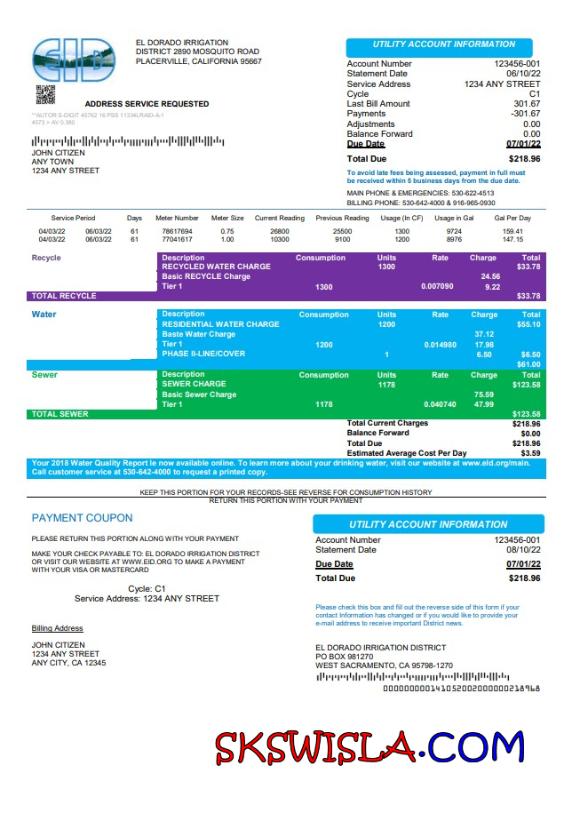 EID
EL DORADO IRRIGATION
DISTRICT 2890 MOSQUITO ROAD
PLACERVILLE, CALIFORNIA 95667
ADDRESS SERVICE REQUESTED
JOHN CITIZEN
ANY TOWN
1234 ANY STREET
UTILITY ACCOUNT INFORMATION
Account Number 123456-001
Statement Date 06/10/22
Service Address 1234 ANY STREET
Cycle C1
Last Bill Amount 301.67
Payments -301.67
Adjustments 0.00
Balance Forward 0.00
Due Date 07/01/22
Total Due $218.96
To avoid late fees being assessed, payment in full must
be received within 5 business days from the due date.
MAIN PHONE & EMERGENCIES: 530-622-4513
BILLING PHONE: 530-642-4000 & 916-965-0930
Service Period Days Meter Number Meter Size Current Reading Previous Reading Usage (In CF) Usage in Gal Gal Per Day
04/03/22 06/03/22 61 78617694 0.75 26800 25500 1300 9724 159.41
04/03/22 06/03/22 61 77041617 1.00 10300 9100 1200 8976 147.15
Recycle Description Consumption Units Rate Charge Total
RECYCLED WATER CHARGE 1300 $33.78
Basic RECYCLE Charge 24.56
Tier 1 1300 0.007090 9.22
TOTAL RECYCLE $33.78
Water Description Consumption Units Rate Charge Total
RESIDENTIAL WATER CHARGE 1200 $55.10
Baste Water Charge 37.12
Tier 1 1200 0.014980 17.98
PHASE II-LINE/COVER 1 6.50 $6.50
$61.00
Sewer Description Consumption Units Rate Charge Total
SEWER CHARGE 1178 $123.58
Basic Sewer Charge 75.59
Tier 1 1178 0.040740 47.99
TOTAL SEWER $123.58
Total Current Charges $218.96
Balance Forward $0.00
Total Due $218.96
Estimated Average Cost Per Day $3.59
Your 2018 Water Quality Report le now available online. To learn more about your drinking water, visit our website at www.eld.org/main.
Call customer service at 530-642-4000 to request a printed copy.
KEEP THIS PORTION FOR YOUR RECORDS-SEE REVERSE FOR CONSUMPTION HISTORY
RETURN THIS PORTION WITH YOUR PAYMENT
PAYMENT COUPON
PLEASE RETURN THIS PORTION ALONG WITH YOUR PAYMENT
MAKE YOUR CHECK PAYABLE TO: EL DORADO IRRIGATION DISTRICT
OR VISIT OUR WEBSITE AT WWW.EID.ORG TO MAKE A PAYMENT
WITH YOUR VISA OR MASTERCARD
Cycle: C1
Service Address: 1234 ANY STREET
Billing Address
JOHN CITIZEN
1234 ANY STREET
ANY CITY, CA 12345
UTILITY ACCOUNT INFORMATION
Account Number 123456-001
Statement Date 08/10/22
Due Date 07/01/22
Total Due $218.96
Please check this box and fill out the reverse side of this form if your
contact Information has changed or if you would like to provide your
e-mail address to receive important District news.
EL DORADO IRRIGATION DISTRICT
PO BOX 981270
WEST SACRAMENTO, CA 95798-1270
SKSWISLA.COM